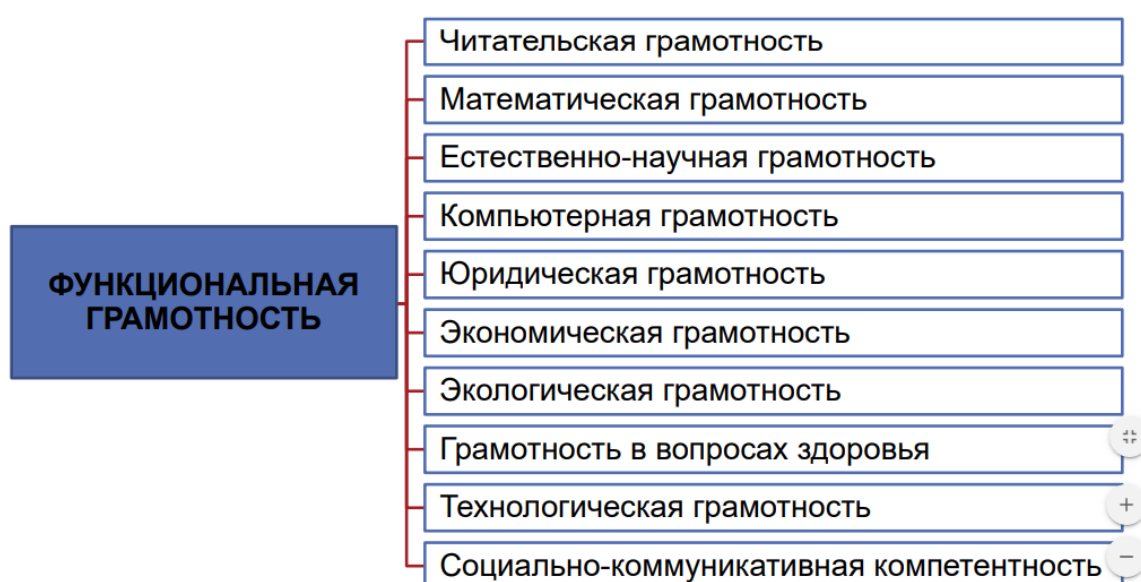 ФУНКЦИОНАЛЬНАЯ
ГРАМОТНОСТЬ
Читательская грамотность
Математическая грамотность
Естественно-научная грамотность
Компьютерная грамотность
Юридическая грамотность
Экономическая грамотность
Экологическая грамотность
Грамотность в вопросах здоровья
Технологическая грамотность
Социально-коммуникативная компетентность